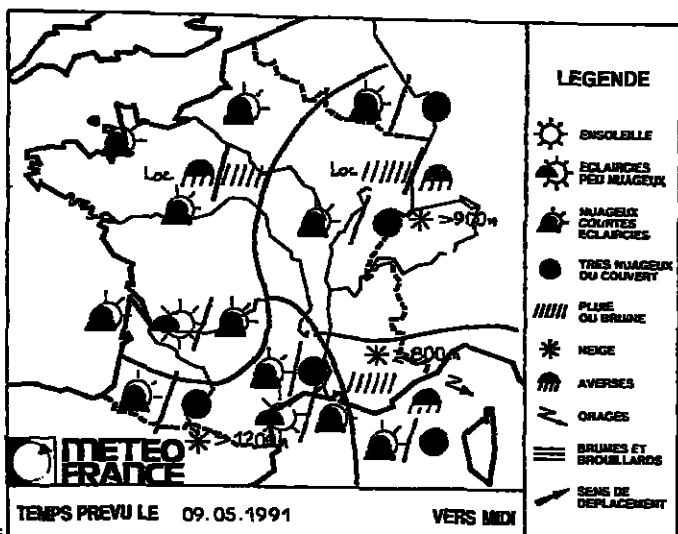 LEGENDE
ENSOLEILLE
ECLAIRCIES
PEU NUAGEUX
NUAGEUX
COURTES
ECLAIRCIES
TRES NUAGEUX
OU COUVERT
PLUIE
OU BRUINE
NEIGE
AVERSES
ORAGES
BRUMES ET
BROUILLARDS
SENS DE
DEPLACEMENT
Loc
Loc
>900m
>800m
>1200m
METEO
FRANCE
TEMPS PREVU LE 09.05.1991 VERS MIDI